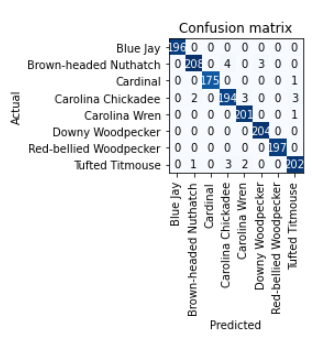 Confusion matrix
Actual
Blue Jay 196 0 0 0 0 0 0 0
Brown-headed Nuthatch 0 208 0 4 0 3 0 0
Cardinal 0 0 175 0 0 0 0 1
Carolina Chickadee 0 2 0 194 3 0 0 3
Carolina Wren 0 0 0 0 201 0 0 1
Downy Woodpecker 0 0 0 0 0 204 0 0
Red-bellied Woodpecker 0 0 0 0 0 0 197 0
Tufted Titmouse 0 1 0 3 2 0 0 202
Blue Jay
Brown-headed Nuthatch
Cardinal
Carolina Chickadee
Carolina Wren
Downy Woodpecker
Red-bellied Woodpecker
Tufted Titmouse
Predicted